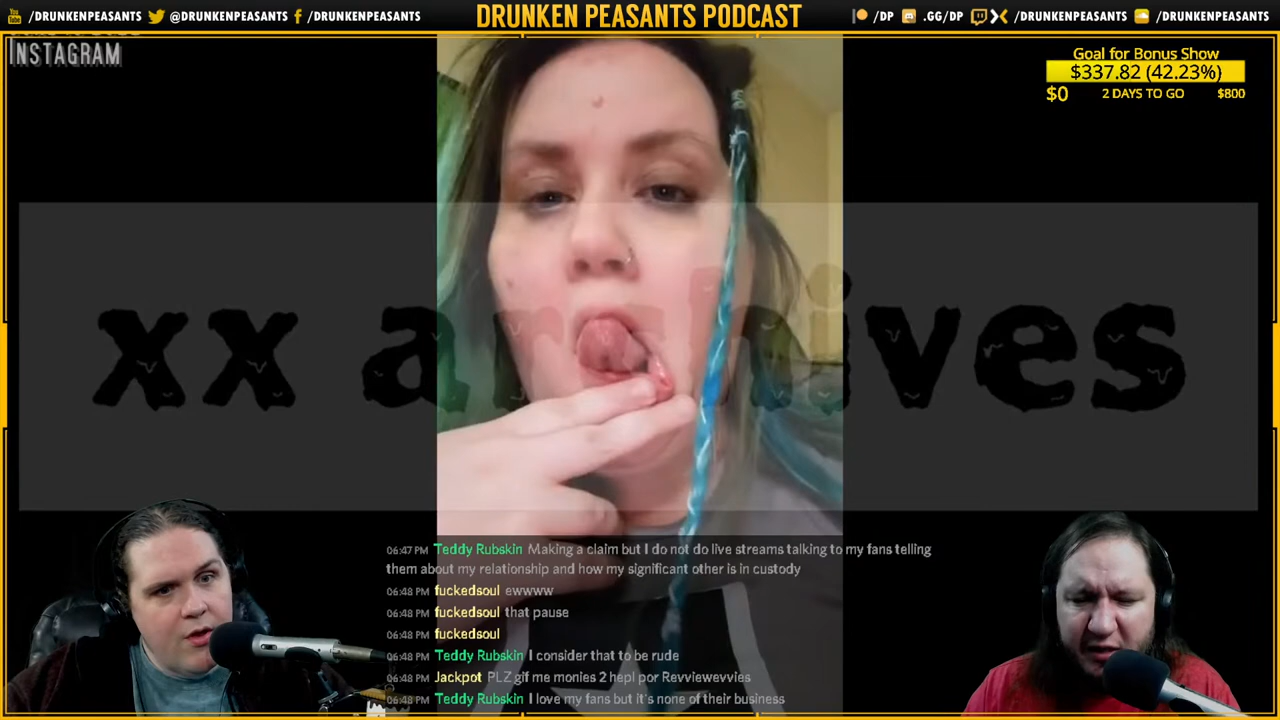 /DRUNKENPEASANTS @DRUNKENPEASANTS /DRUNKENPEASANTS DRUNKEN PEASANTS PODCAST /DP .GG/DP /DRUNKENPEASANTS /DRUNKENPEASANTS
INSTAGRAM
Goal for Bonus Show
$337.82 (42.23%)
$0 2 DAYS TO GO $800
xx archives
06:47 PM Teddy Rubskin Making a claim but I do not do live streams talking to my fans telling
them about my relationship and how my significant other is in custody
06:48 PM fuckedsoul ewwww
06:48 PM fuckedsoul that pause
06:48 PM fuckedsoul
06:48 PM Teddy Rubskin I consider that to be rude
06:48 PM Jackpot PLZ gif me monies 2 hepl por Revviewevvies
06:48 PM Teddy Rubskin I love my fans but it's none of their business